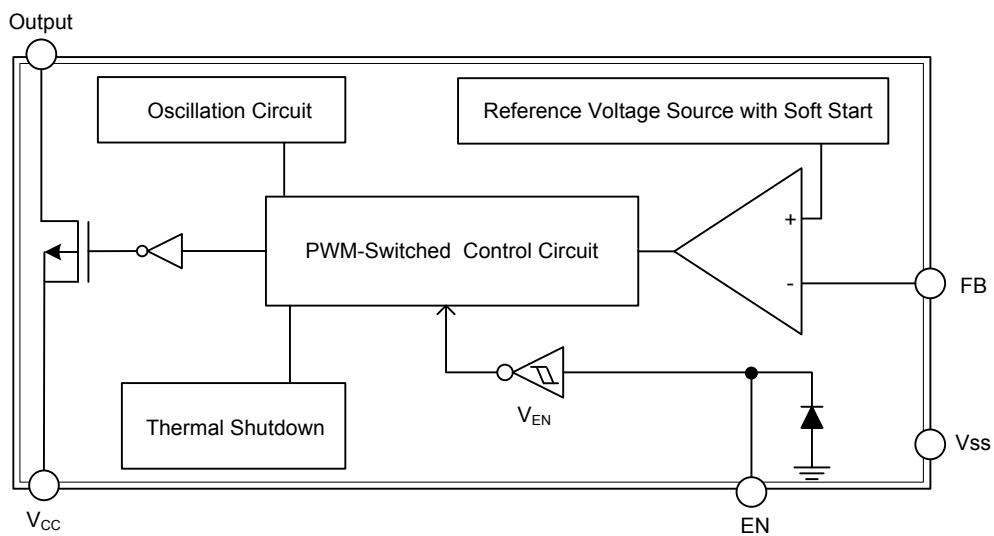 Output
Oscillation Circuit
Reference Voltage Source with Soft Start
+
PWM-Switched Control Circuit
-
FB
Thermal Shutdown
VEN
Vss
VCC
EN